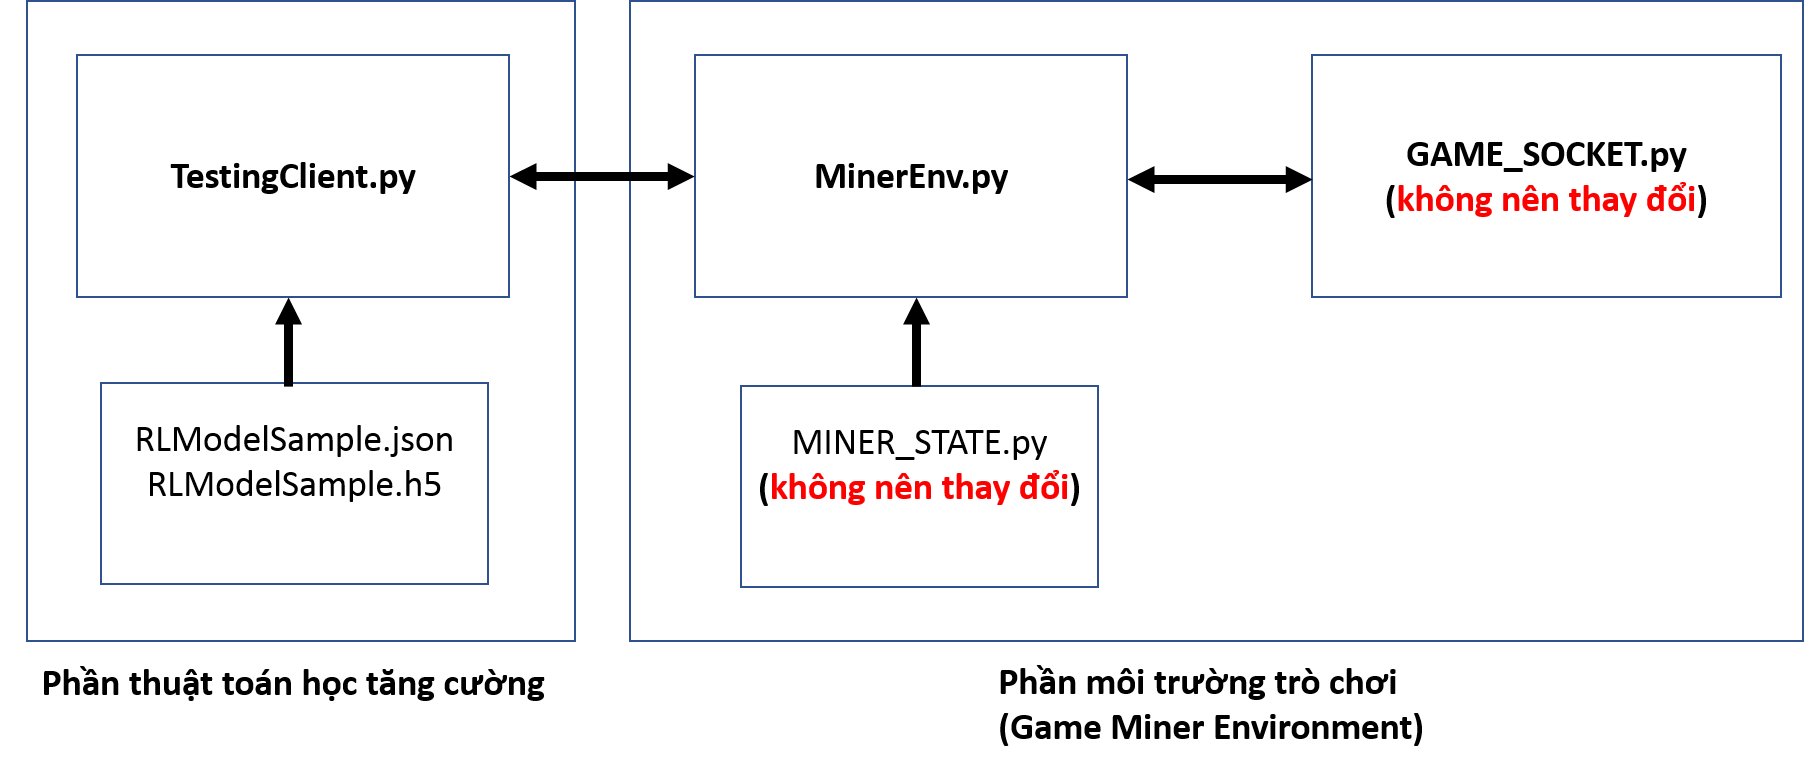 TestingClient.py
MinerEnv.py
GAME_SOCKET.py
(không nên thay đổi)
RLModelSample.json
RLModelSample.h5
MINER_STATE.py
(không nên thay đổi)
Phần thuật toán học tăng cường
Phần môi trường trò chơi
(Game Miner Environment)